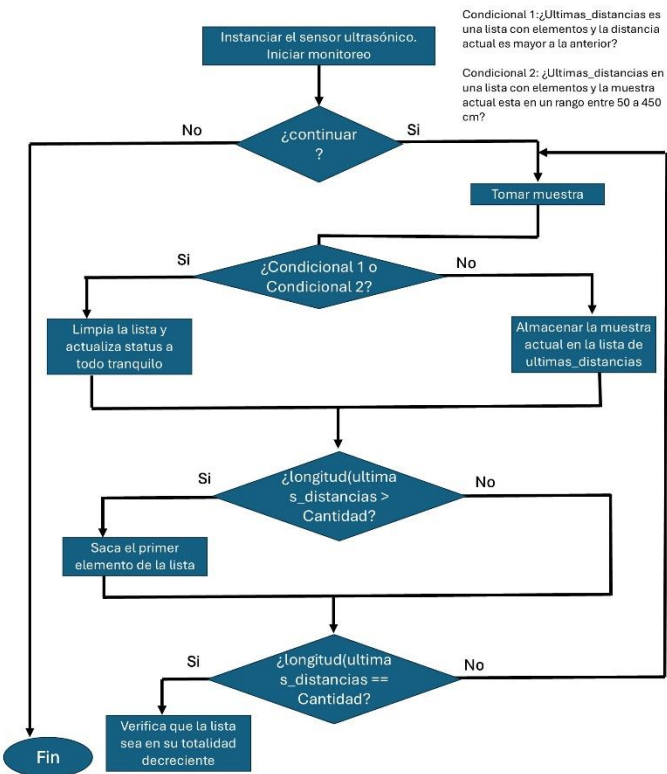 Condicional 1:¿Ultimas_distancias es
una lista con elementos y la distancia
actual es mayor a la anterior?
Condicional 2: ¿Ultimas_distancias en
una lista con elementos y la muestra
actual esta en un rango entre 50 a 450
cm?
Instanciar el sensor ultrasónico.
Iniciar monitoreo
No
¿continuar
?
Si
Tomar muestra
Si
¿Condicional 1 o
Condicional 2?
No
Limpia la lista y
actualiza status a
todo tranquilo
Almacenar la muestra
actual en la lista de
ultimas_distancias
Si
¿longitud(ultima
s_distancias >
Cantidad?
No
Saca el primer
elemento de la lista
Si
¿longitud(ultima
s_distancias ==
Cantidad?
No
Verifica que la lista
sea en su totalidad
decreciente
Fin